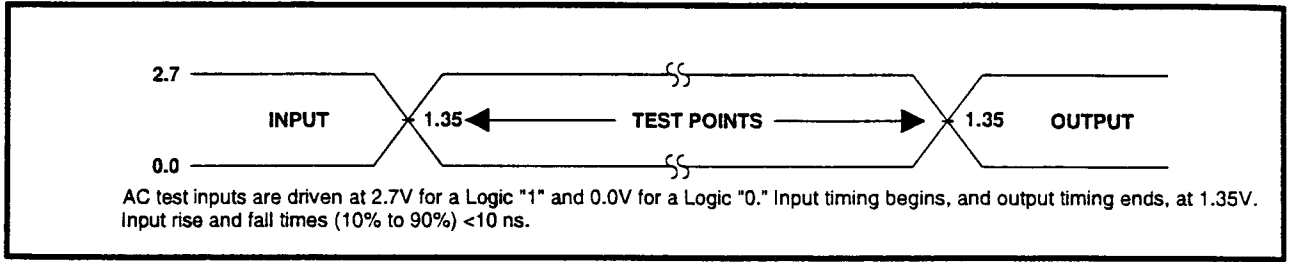 2.7
INPUT 1.35 TEST POINTS 1.35 OUTPUT
0.0
AC test inputs are driven at 2.7V for a Logic "1" and 0.0V for a Logic "0." Input timing begins, and output timing ends, at 1.35V.
Input rise and fall times (10% to 90%) <10 ns.